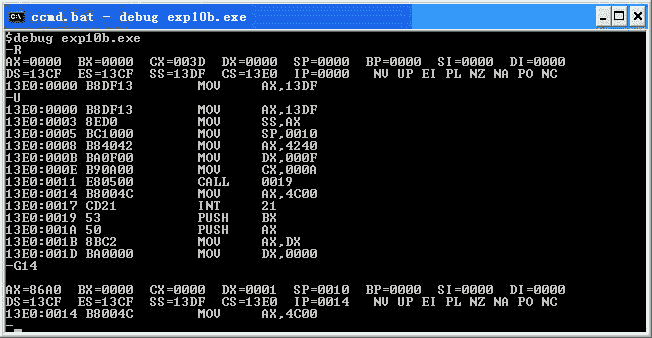 ccmd.bat - debug exp10b.exe
$debug exp10b.exe
-R
AX=0000 BX=0000 CX=003D DX=0000 SP=0000 BP=0000 SI=0000 DI=0000
DS=13CF ES=13CF SS=13DF CS=13E0 IP=0000 NV UP EI PL NZ NA PO NC
13E0:0000 B8DF13 MOV AX,13DF
-U
13E0:0000 B8DF13 MOV AX,13DF
13E0:0003 8ED0 MOV SS,AX
13E0:0005 BC1000 MOV SP,0010
13E0:0008 B84042 MOV AX,4240
13E0:000B BA0F00 MOV DX,000F
13E0:000E B90A00 MOV CX,000A
13E0:0011 E80500 CALL 0019
13E0:0014 B8004C MOV AX,4C00
13E0:0017 CD21 INT 21
13E0:0019 53 PUSH BX
13E0:001A 50 PUSH AX
13E0:001B 8BC2 MOV AX,DX
13E0:001D BA0000 MOV DX,0000
-G14
AX=86A0 BX=0000 CX=0000 DX=0001 SP=0010 BP=0000 SI=0000 DI=0000
DS=13CF ES=13CF SS=13DF CS=13E0 IP=0014 NV UP EI PL NZ NA PO NC
13E0:0014 B8004C MOV AX,4C00
-